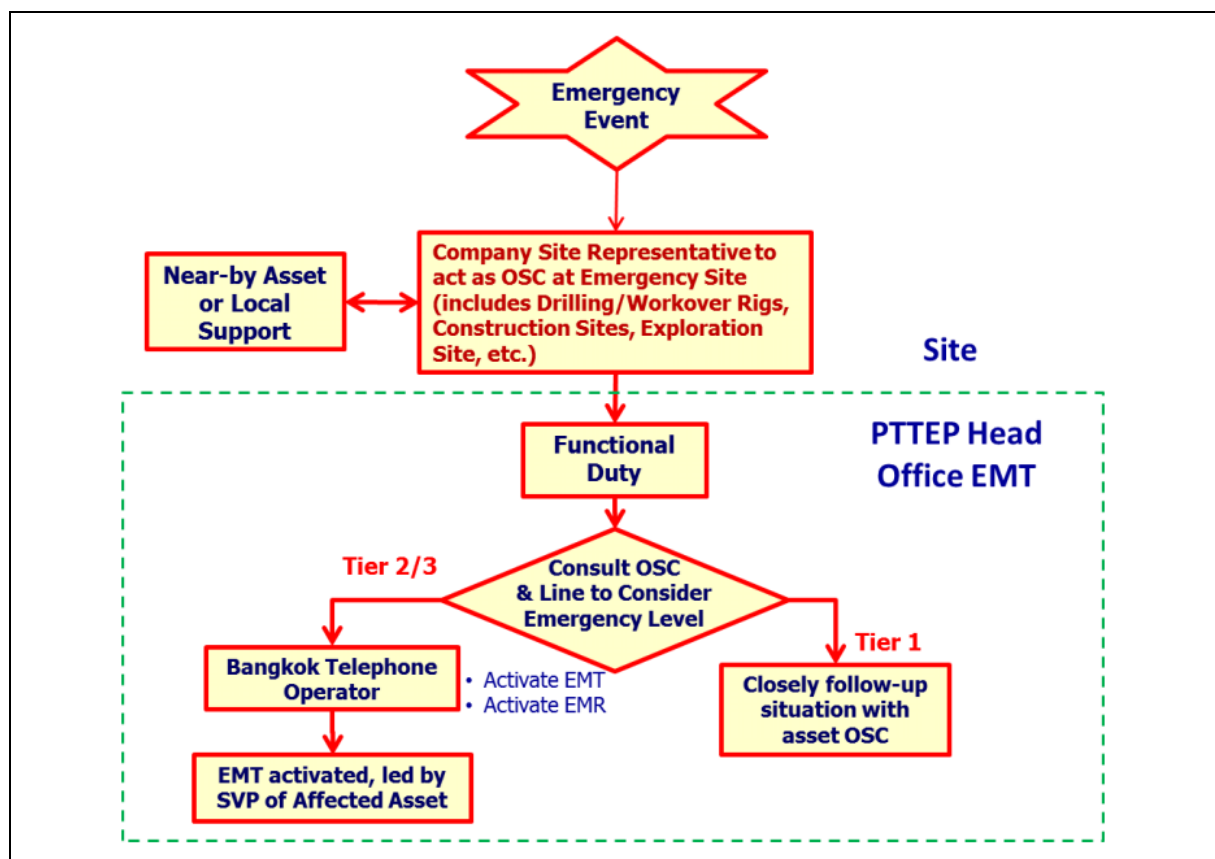 Emergency
Event
Near-by Asset
or Local
Support
Company Site Representative to
act as OSC at Emergency Site
(includes Drilling/Workover Rigs,
Construction Sites, Exploration
Site, etc.)
Site
PTTEP Head
Office EMT
Functional
Duty
Tier 2/3
Consult OSC
& Line to Consider
Emergency Level
Tier 1
Bangkok Telephone
Operator
• Activate EMT
• Activate EMR
Closely follow-up
situation with
asset OSC
EMT activated, led by
SVP of Affected Asset